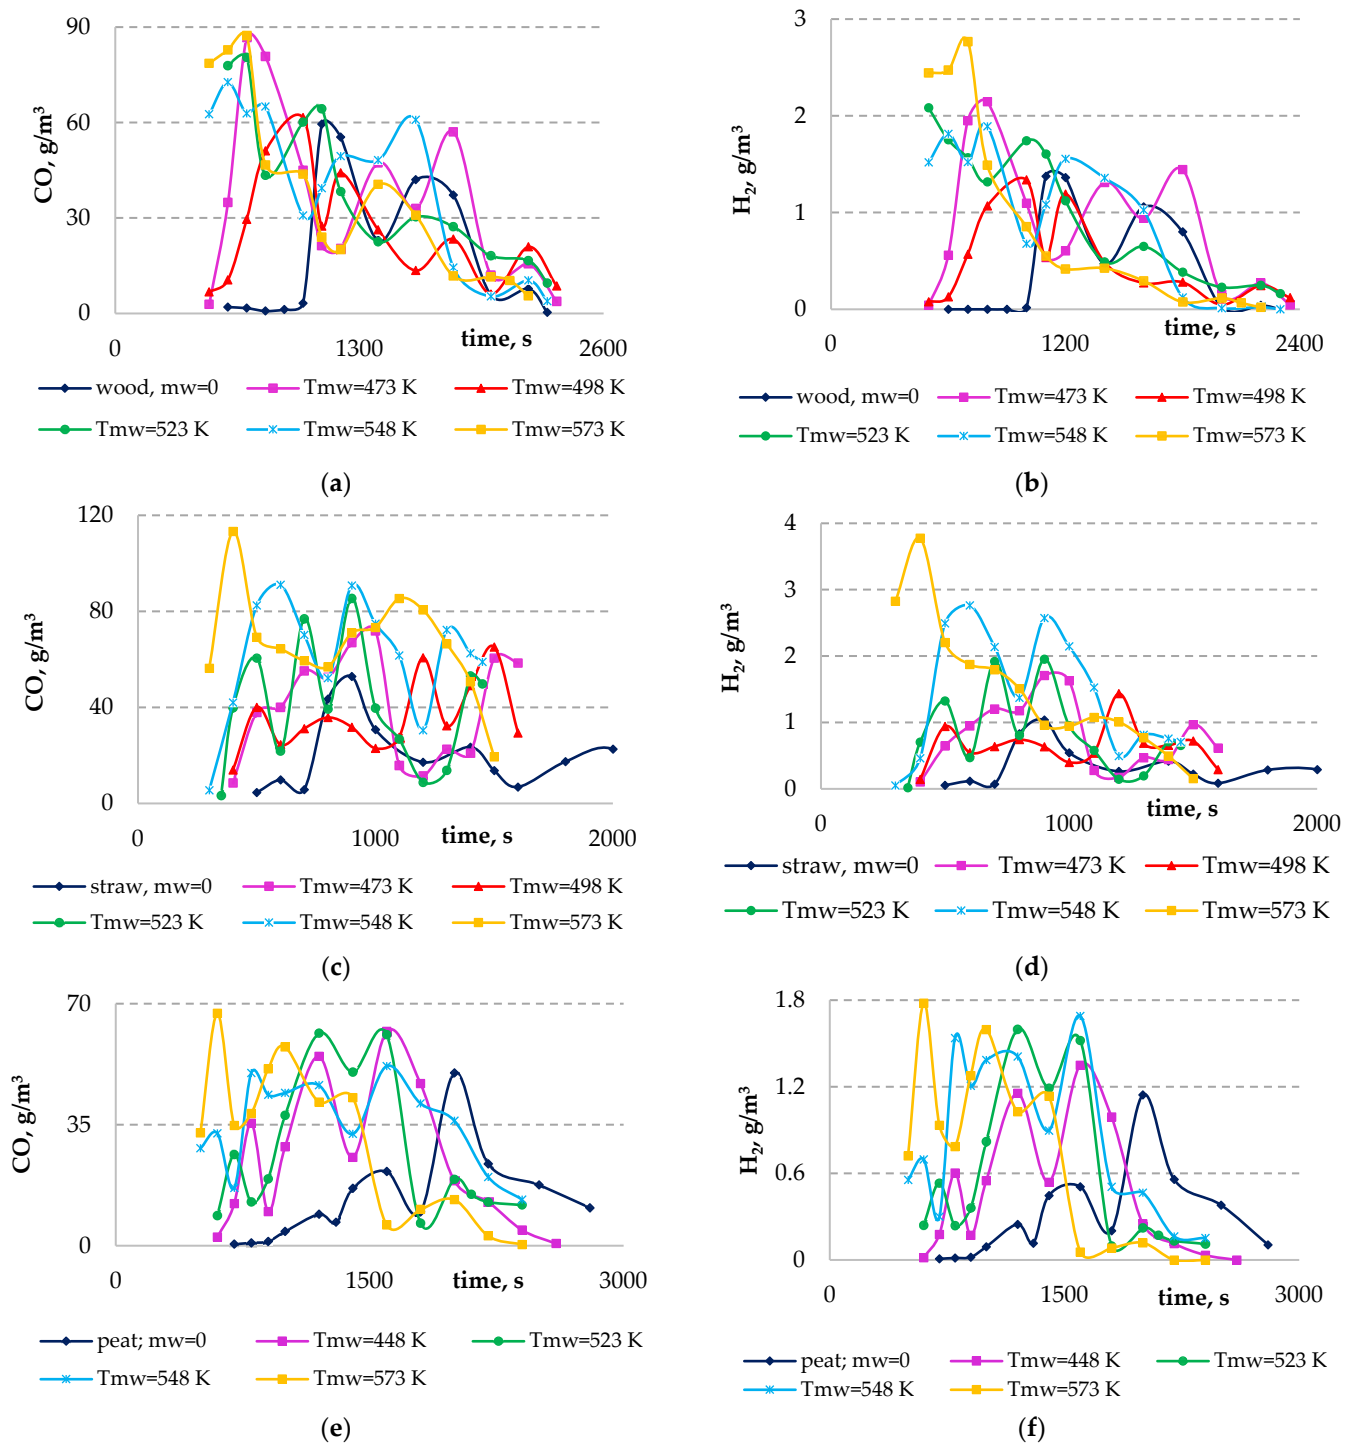 (a)
90
60
30
0
CO, g/m³
0 1300 2600
time, s
wood, mw=0 Tmw=473 K Tmw=498 K
Tmw=523 K Tmw=548 K Tmw=573 K
(b)
3
2
1
0
H₂, g/m³
0 1200 2400
time, s
wood, mw=0 Tmw=473 K Tmw=498 K
Tmw=523 K Tmw=548 K Tmw=573 K
(c)
120
80
40
0
CO, g/m³
0 1000 2000
time, s
straw, mw=0 Tmw=473 K Tmw=498 K
Tmw=523 K Tmw=548 K Tmw=573 K
(d)
4
3
2
1
0
H₂, g/m³
0 1000 2000
time, s
straw, mw=0 Tmw=473 K Tmw=498 K
Tmw=523 K Tmw=548 K Tmw=573 K
(e)
70
35
0
CO, g/m³
0 1500 3000
time, s
peat; mw=0 Tmw=448 K Tmw=523 K
Tmw=548 K Tmw=573 K
(f)
1.8
1.2
0.6
0
H₂, g/m³
0 1500 3000
time, s
peat; mw=0 Tmw=448 K Tmw=523 K
Tmw=548 K Tmw=573 K